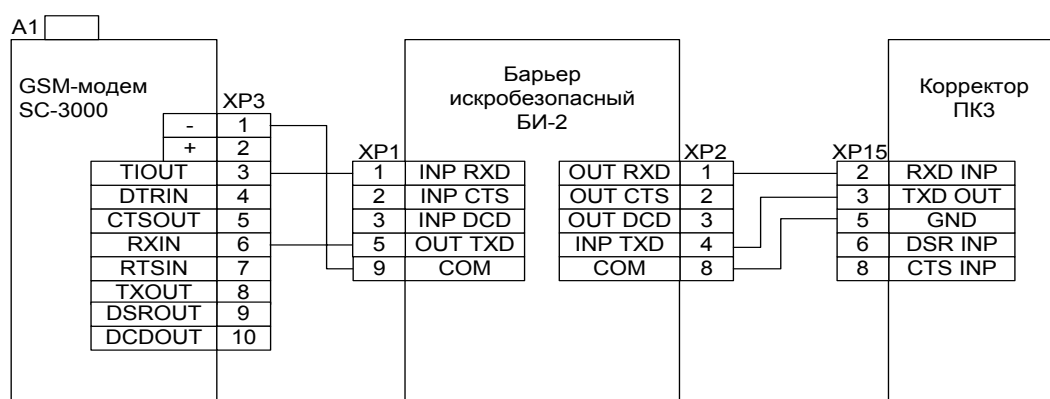 A1
GSM-модем
SC-3000
XP3
- 1
+ 2
TIOUT 3
DTRIN 4
CTSOUT 5
RXIN 6
RTSIN 7
TXOUT 8
DSROUT 9
DCDOUT 10
Барьер
искробезопасный
БИ-2
XP1
1 INP RXD
2 INP CTS
3 INP DCD
5 OUT TXD
9 COM
XP2
OUT RXD 1
OUT CTS 2
OUT DCD 3
INP TXD 4
COM 8
Корректор
ПК3
XP15
2 RXD INP
3 TXD OUT
5 GND
6 DSR INP
8 CTS INP